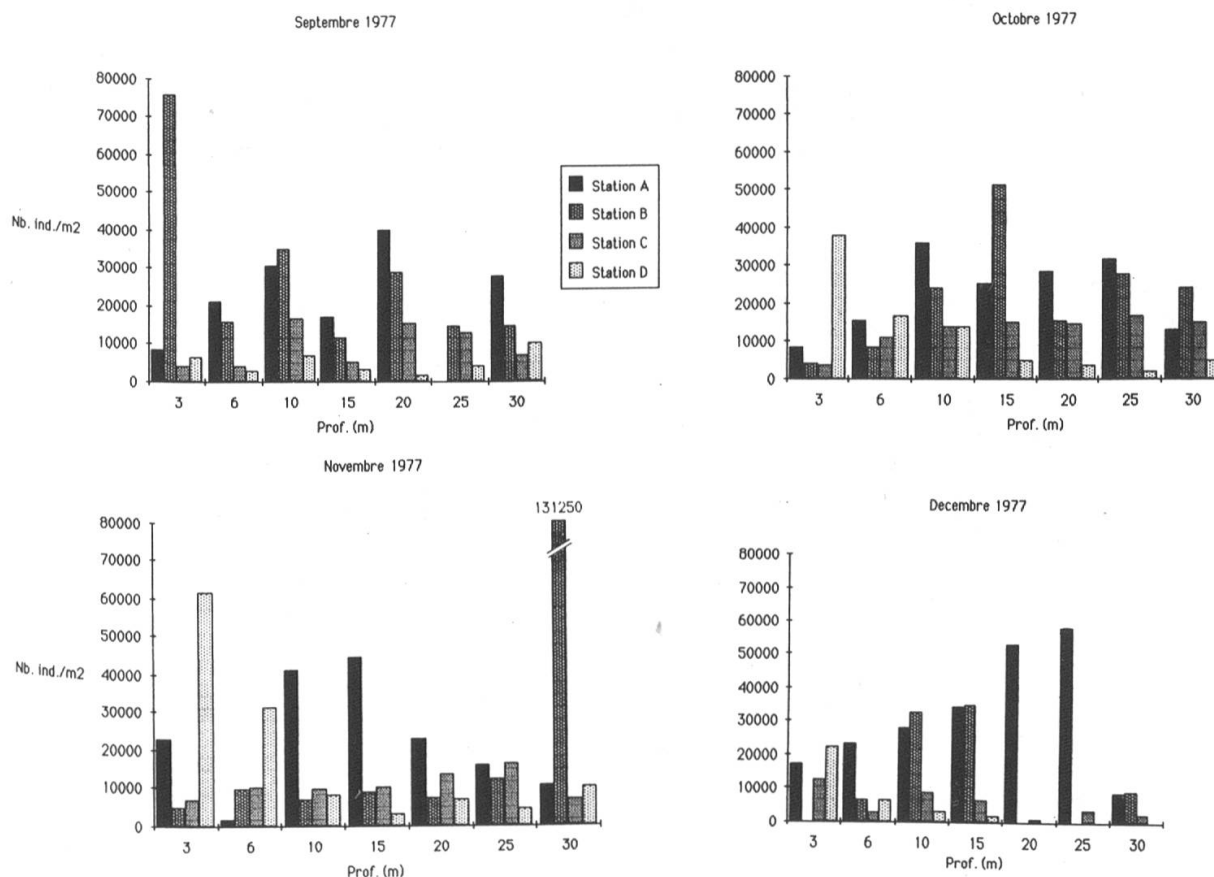 Septembre 1977
80000
70000
60000
50000
40000
30000
20000
10000
0
Nb. ind./m2
3 6 10 15 20 25 30
Prof. (m)
Station A
Station B
Station C
Station D
Octobre 1977
80000
70000
60000
50000
40000
30000
20000
10000
0
3 6 10 15 20 25 30
Prof. (m)
Novembre 1977
131250
80000
70000
60000
50000
40000
30000
20000
10000
0
Nb. ind./m2
3 6 10 15 20 25 30
Prof. (m)
Decembre 1977
80000
70000
60000
50000
40000
30000
20000
10000
0
3 6 10 15 20 25 30
Prof. (m)